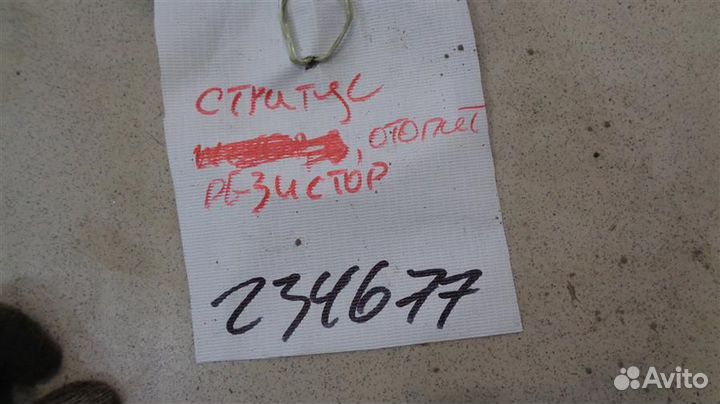 стратус
, отопит
резистор
234677
Avito